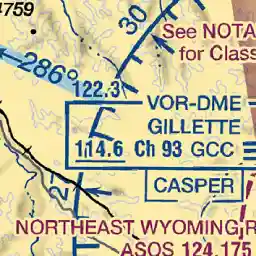 4759
30
See NOTA
for Class
286°
122.3
VOR-DME
GILLETTE
114.6 Ch 93 GCC
CASPER
NORTHEAST WYOMING R
ASOS 124.175